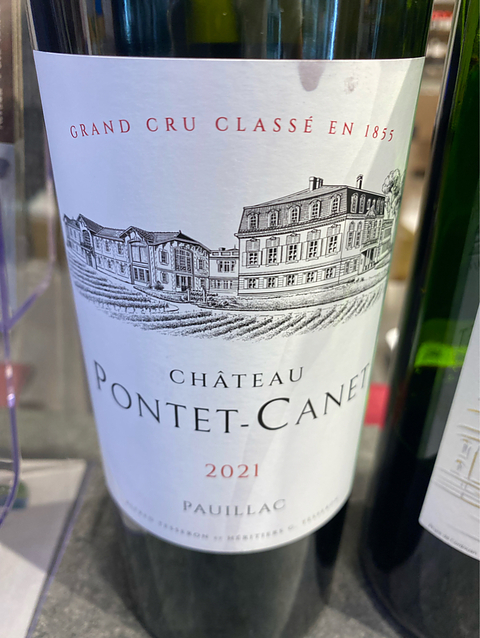 GRAND CRU CLASSÉ EN 1855
CHÂTEAU
PONTET-CANET
2021
PAUILLAC